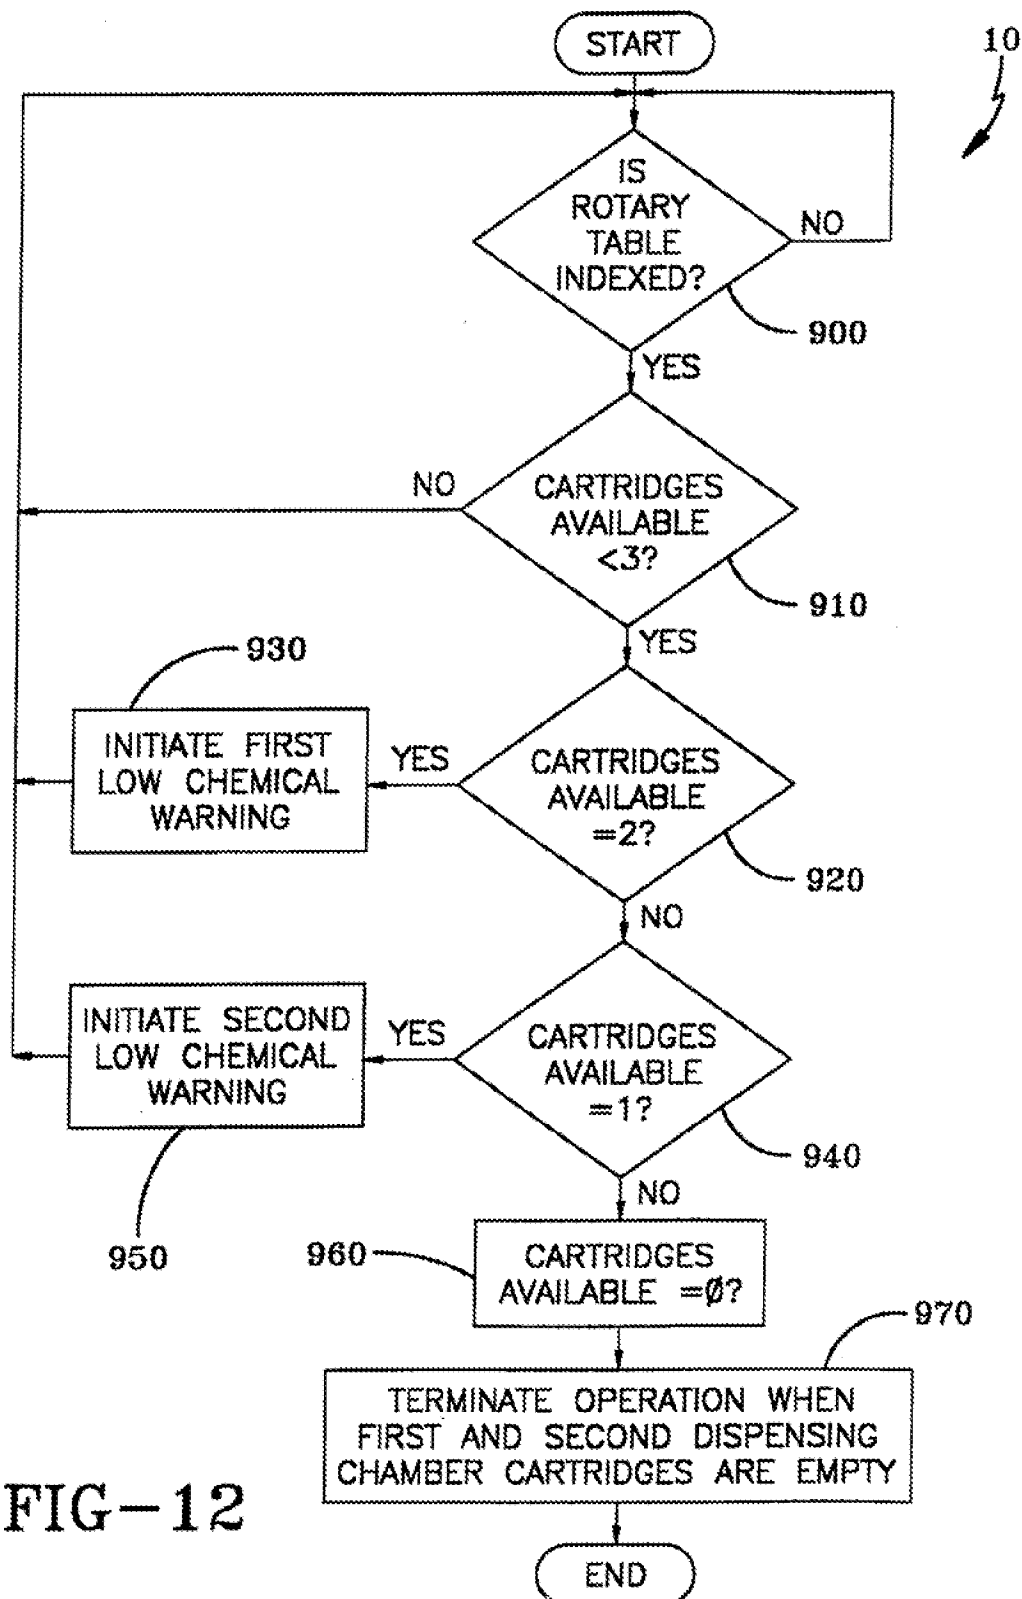 START
10
IS
ROTARY
TABLE
INDEXED?
NO
900
YES
NO
CARTRIDGES
AVAILABLE
<3?
910
YES
930
INITIATE FIRST
LOW CHEMICAL
WARNING
YES
CARTRIDGES
AVAILABLE
=2?
920
NO
INITIATE SECOND
LOW CHEMICAL
WARNING
YES
CARTRIDGES
AVAILABLE
=1?
940
950
NO
960
CARTRIDGES
AVAILABLE =Ø?
970
TERMINATE OPERATION WHEN
FIRST AND SECOND DISPENSING
CHAMBER CARTRIDGES ARE EMPTY
FIG-12
END